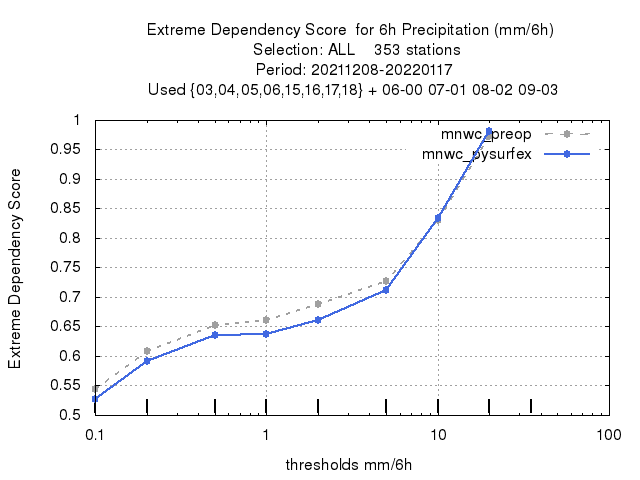 Extreme Dependency Score  for 6h Precipitation (mm/6h)
Selection: ALL    353 stations
Period: 20211208-20220117
Used {03,04,05,06,15,16,17,18} + 06-00 07-01 08-02 09-03
mnwc_preop
mnwc_pysurfex
Extreme Dependency Score
1
0.95
0.9
0.85
0.8
0.75
0.7
0.65
0.6
0.55
0.5
0.1 1 10 100
thresholds mm/6h